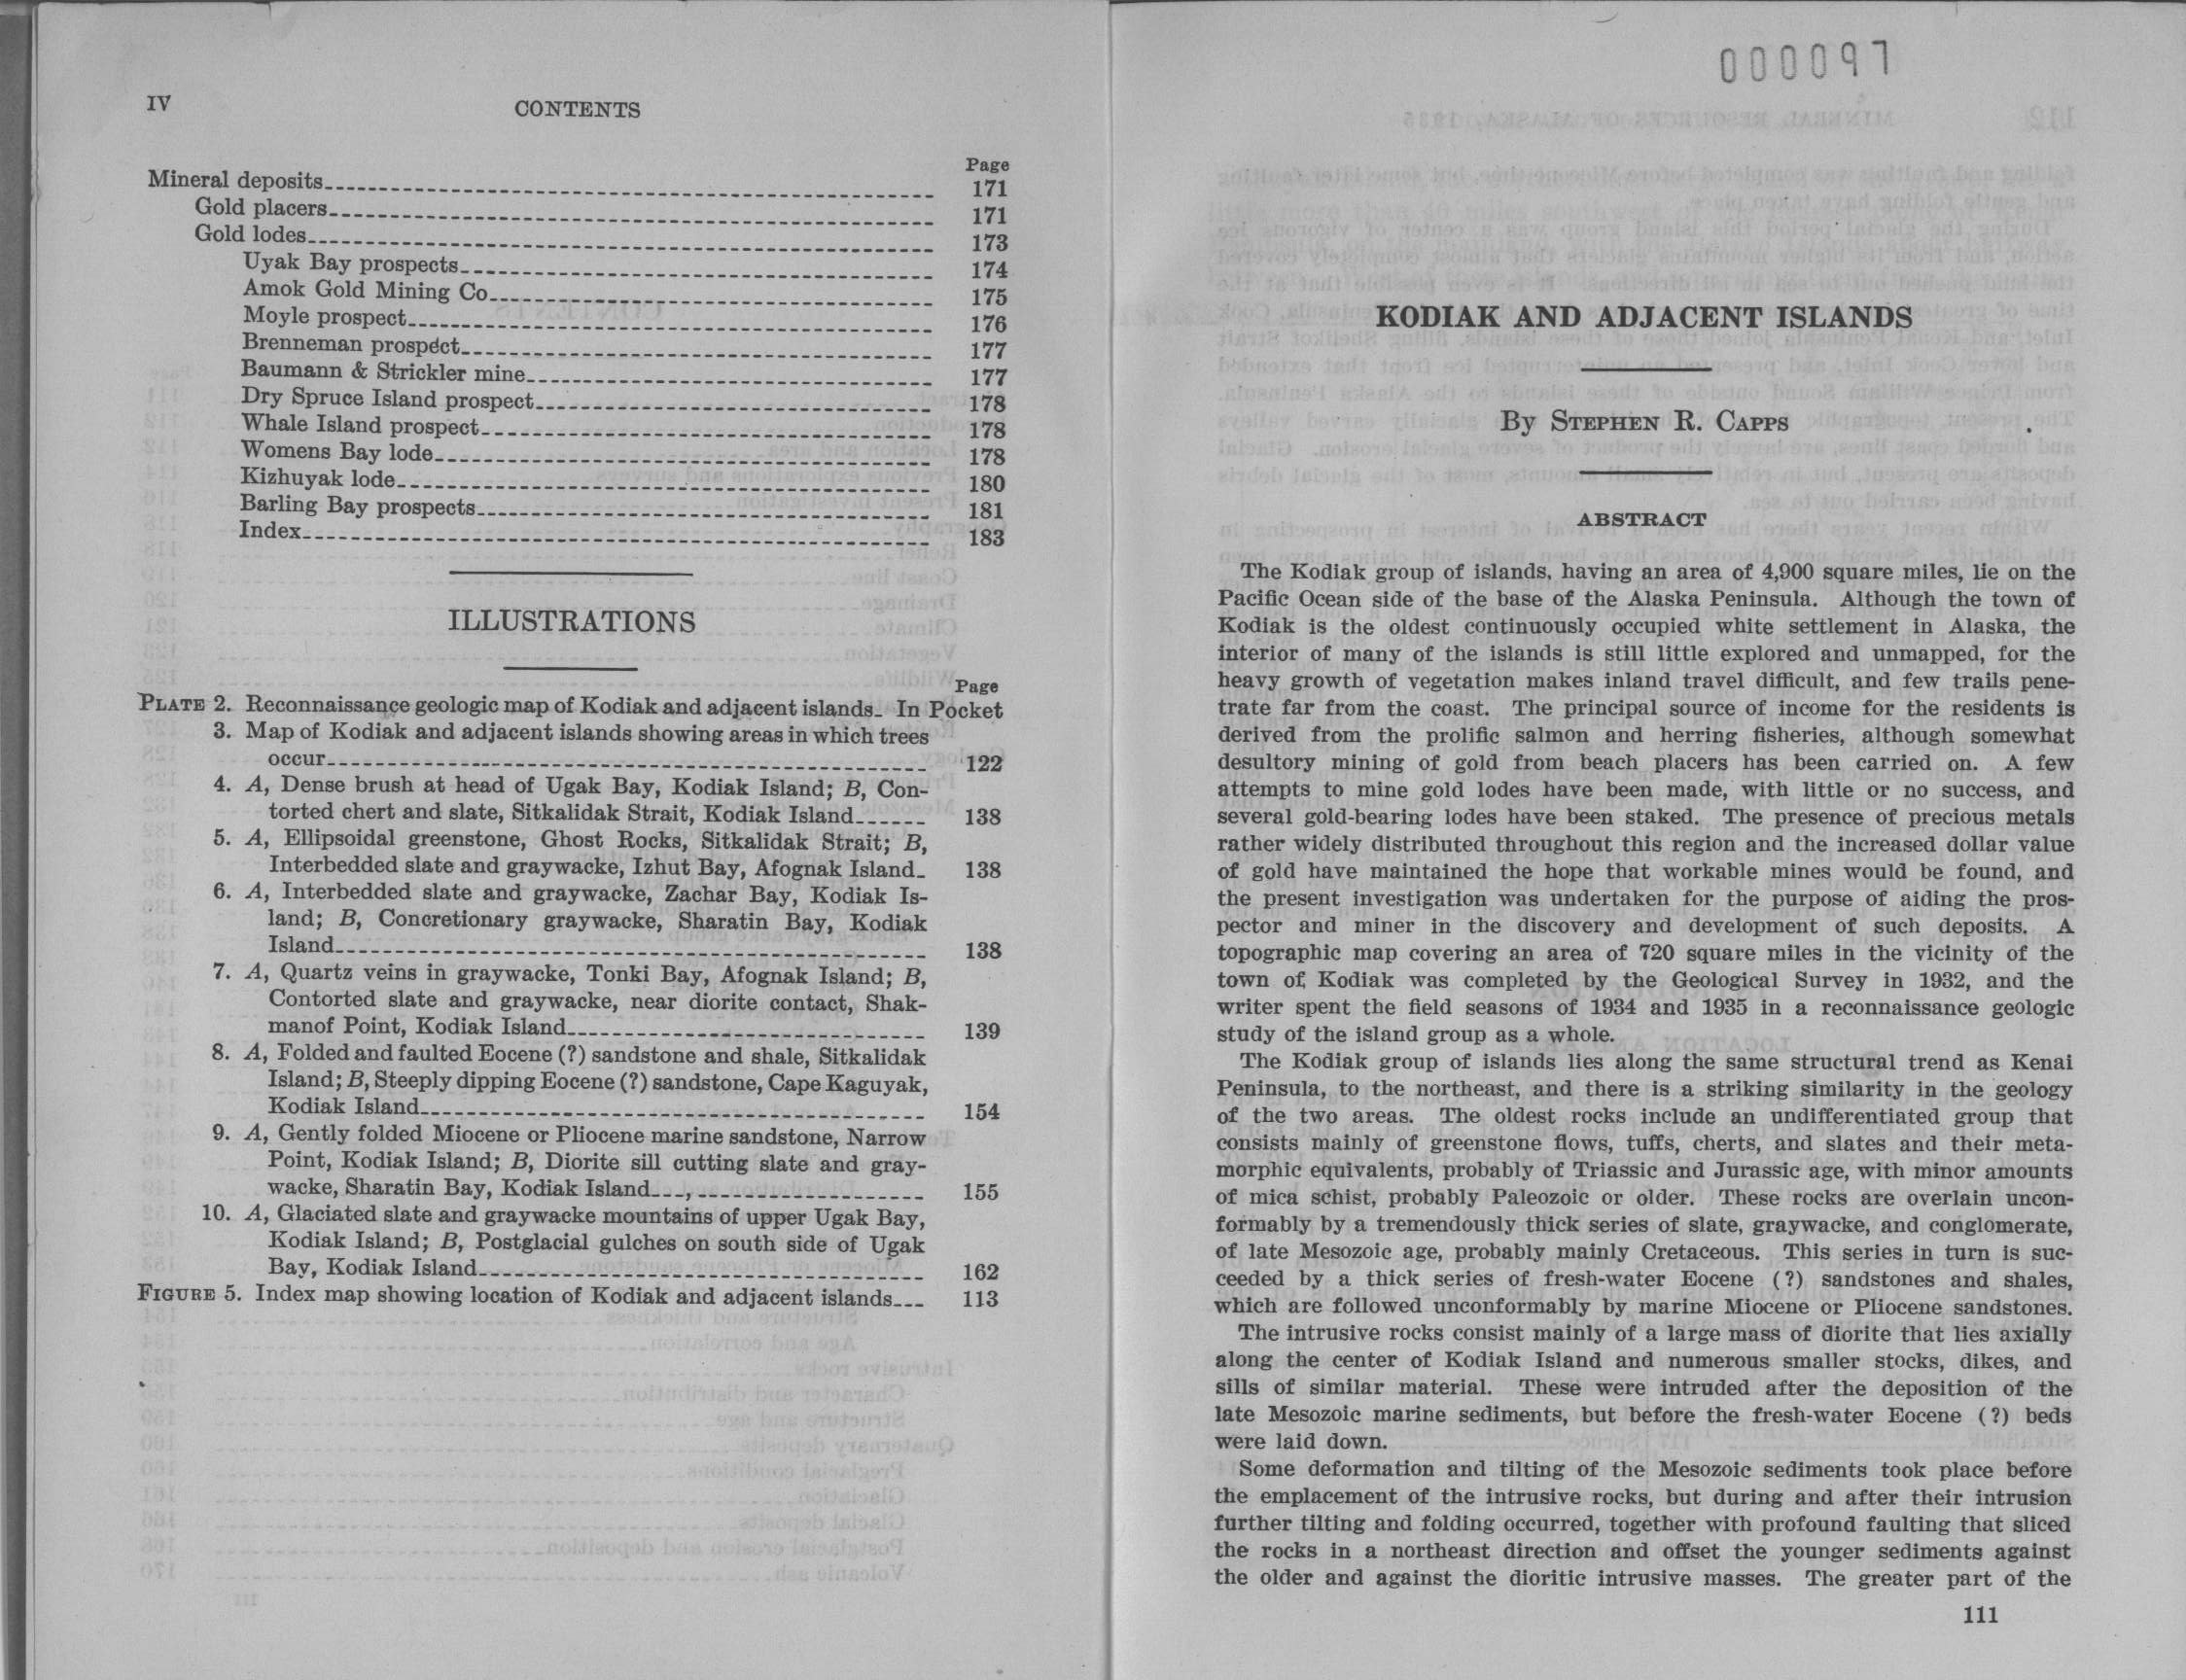 IV
CONTENTS
Page
Mineral deposits 171
Gold placers 171
Gold lodes 173
Uyak Bay prospects 174
Amok Gold Mining Co 175
Moyle prospect 176
Brenneman prospect 177
Baumann & Strickler mine 177
Dry Spruce Island prospect 178
Whale Island prospect 178
Womens Bay lode 178
Kizhuyak lode 180
Barling Bay prospects 181
Index 183
ILLUSTRATIONS
Page
PLATE 2. Reconnaissance geologic map of Kodiak and adjacent islands. In Pocket
3. Map of Kodiak and adjacent islands showing areas in which trees
occur 122
4. A, Dense brush at head of Ugak Bay, Kodiak Island; B, Con-
torted chert and slate, Sitkalidak Strait, Kodiak Island 138
5. A, Ellipsoidal greenstone, Ghost Rocks, Sitkalidak Strait; B,
Interbedded slate and graywacke, Izhut Bay, Afognak Island 138
6. A, Interbedded slate and graywacke, Zachar Bay, Kodiak Is-
land; B, Concretionary graywacke, Sharatin Bay, Kodiak
Island 138
7. A, Quartz veins in graywacke, Tonki Bay, Afognak Island; B,
Contorted slate and graywacke, near diorite contact, Shak-
manof Point, Kodiak Island 139
8. A, Folded and faulted Eocene (?) sandstone and shale, Sitkalidak
Island; B, Steeply dipping Eocene (?) sandstone, Cape Kaguyak,
Kodiak Island 154
9. A, Gently folded Miocene or Pliocene marine sandstone, Narrow
Point, Kodiak Island; B, Diorite sill cutting slate and gray-
wacke, Sharatin Bay, Kodiak Island 155
10. A, Glaciated slate and graywacke mountains of upper Ugak Bay,
Kodiak Island; B, Postglacial gulches on south side of Ugak
Bay, Kodiak Island 162
FIGURE 5. Index map showing location of Kodiak and adjacent islands 113
000097
KODIAK AND ADJACENT ISLANDS
By STEPHEN R. CAPPS
ABSTRACT
The Kodiak group of islands, having an area of 4,900 square miles, lie on the
Pacific Ocean side of the base of the Alaska Peninsula. Although the town of
Kodiak is the oldest continuously occupied white settlement in Alaska, the
interior of many of the islands is still little explored and unmapped, for the
heavy growth of vegetation makes inland travel difficult, and few trails pene-
trate far from the coast. The principal source of income for the residents is
derived from the prolific salmon and herring fisheries, although somewhat
desultory mining of gold from beach placers has been carried on. A few
attempts to mine gold lodes have been made, with little or no success, and
several gold-bearing lodes have been staked. The presence of precious metals
rather widely distributed throughout this region and the increased dollar value
of gold have maintained the hope that workable mines would be found, and
the present investigation was undertaken for the purpose of aiding the pros-
pector and miner in the discovery and development of such deposits. A
topographic map covering an area of 720 square miles in the vicinity of the
town of Kodiak was completed by the Geological Survey in 1932, and the
writer spent the field seasons of 1934 and 1935 in a reconnaissance geologic
study of the island group as a whole.
The Kodiak group of islands lies along the same structural trend as Kenai
Peninsula, to the northeast, and there is a striking similarity in the geology
of the two areas. The oldest rocks include an undifferentiated group that
consists mainly of greenstone flows, tuffs, cherts, and slates and their meta-
morphic equivalents, probably of Triassic and Jurassic age, with minor amounts
of mica schist, probably Paleozoic or older. These rocks are overlain uncon-
formably by a tremendously thick series of slate, graywacke, and conglomerate,
of late Mesozoic age, probably mainly Cretaceous. This series in turn is suc-
ceeded by a thick series of fresh-water Eocene (?) sandstones and shales,
which are followed unconformably by marine Miocene or Pliocene sandstones.
The intrusive rocks consist mainly of a large mass of diorite that lies axially
along the center of Kodiak Island and numerous smaller stocks, dikes, and
sills of similar material. These were intruded after the deposition of the
late Mesozoic marine sediments, but before the fresh-water Eocene (?) beds
were laid down.
Some deformation and tilting of the Mesozoic sediments took place before
the emplacement of the intrusive rocks, but during and after their intrusion
further tilting and folding occurred, together with profound faulting that sliced
the rocks in a northeast direction and offset the younger sediments against
the older and against the dioritic intrusive masses. The greater part of the
111